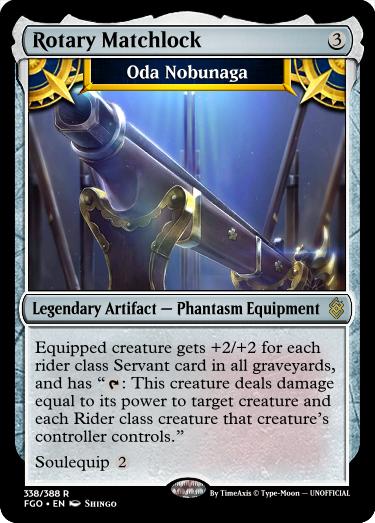 Rotary Matchlock 3
Oda Nobunaga
Legendary Artifact — Phantasm Equipment
Equipped creature gets +2/+2 for each
rider class Servant card in all graveyards,
and has “: This creature deals damage
equal to its power to target creature and
each Rider class creature that creature’s
controller controls.”
Soulequip 2
338/388 R
FGO • EN Shingo
By TimeAxis © Type-Moon — UNOFFICIAL